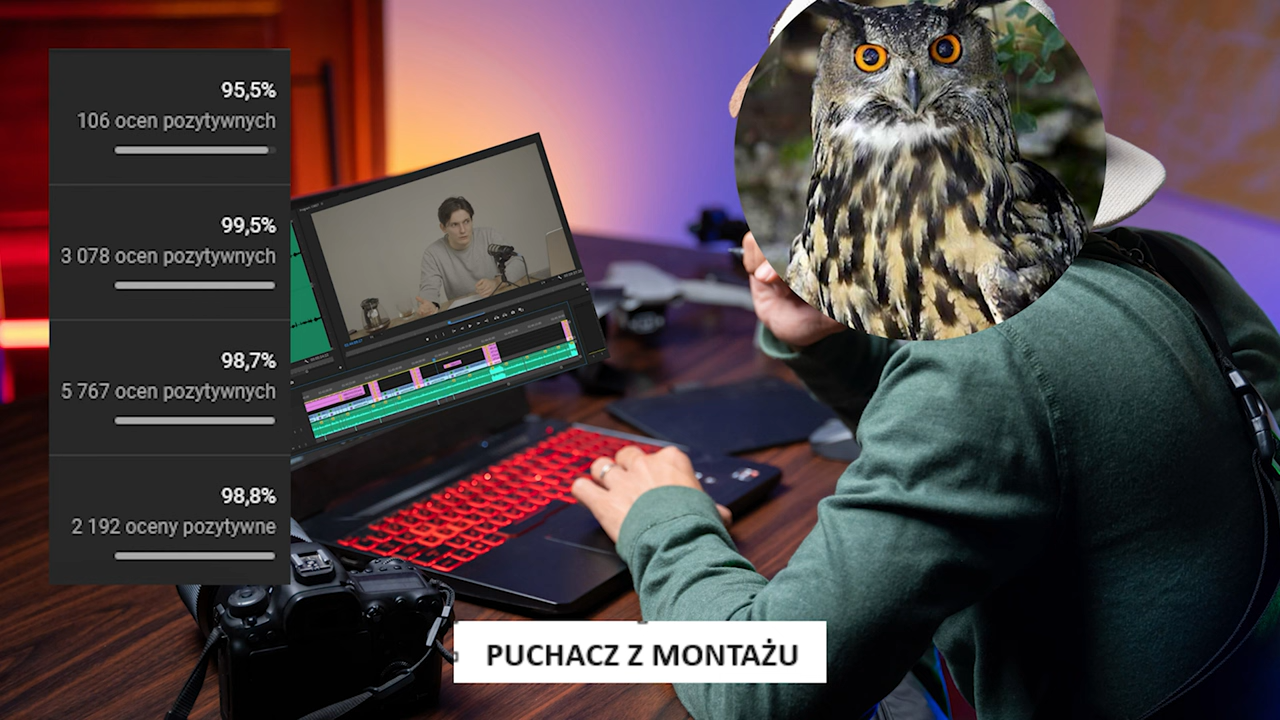 95,5%
106 ocen pozytywnych
99,5%
3 078 ocen pozytywnych
98,7%
5 767 ocen pozytywnych
98,8%
2 192 oceny pozytywne
PUCHACZ Z MONTAŻU